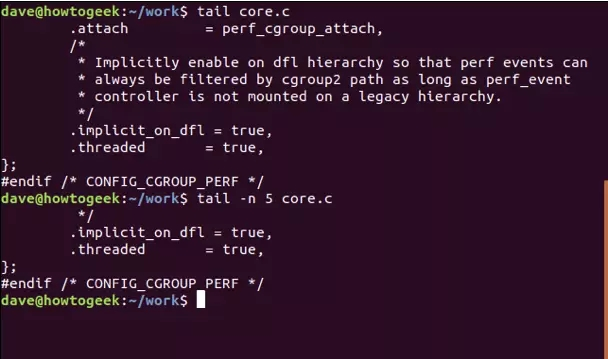 dave@howtogeek:~/work$ tail core.c
        .attach         = perf_cgroup_attach,
        /*
         * Implicitly enable on dfl hierarchy so that perf events can
         * always be filtered by cgroup2 path as long as perf_event
         * controller is not mounted on a legacy hierarchy.
         */
        .implicit_on_dfl = true,
        .threaded       = true,
};
#endif /* CONFIG_CGROUP_PERF */
dave@howtogeek:~/work$ tail -n 5 core.c
         */
        .implicit_on_dfl = true,
        .threaded       = true,
};
#endif /* CONFIG_CGROUP_PERF */
dave@howtogeek:~/work$